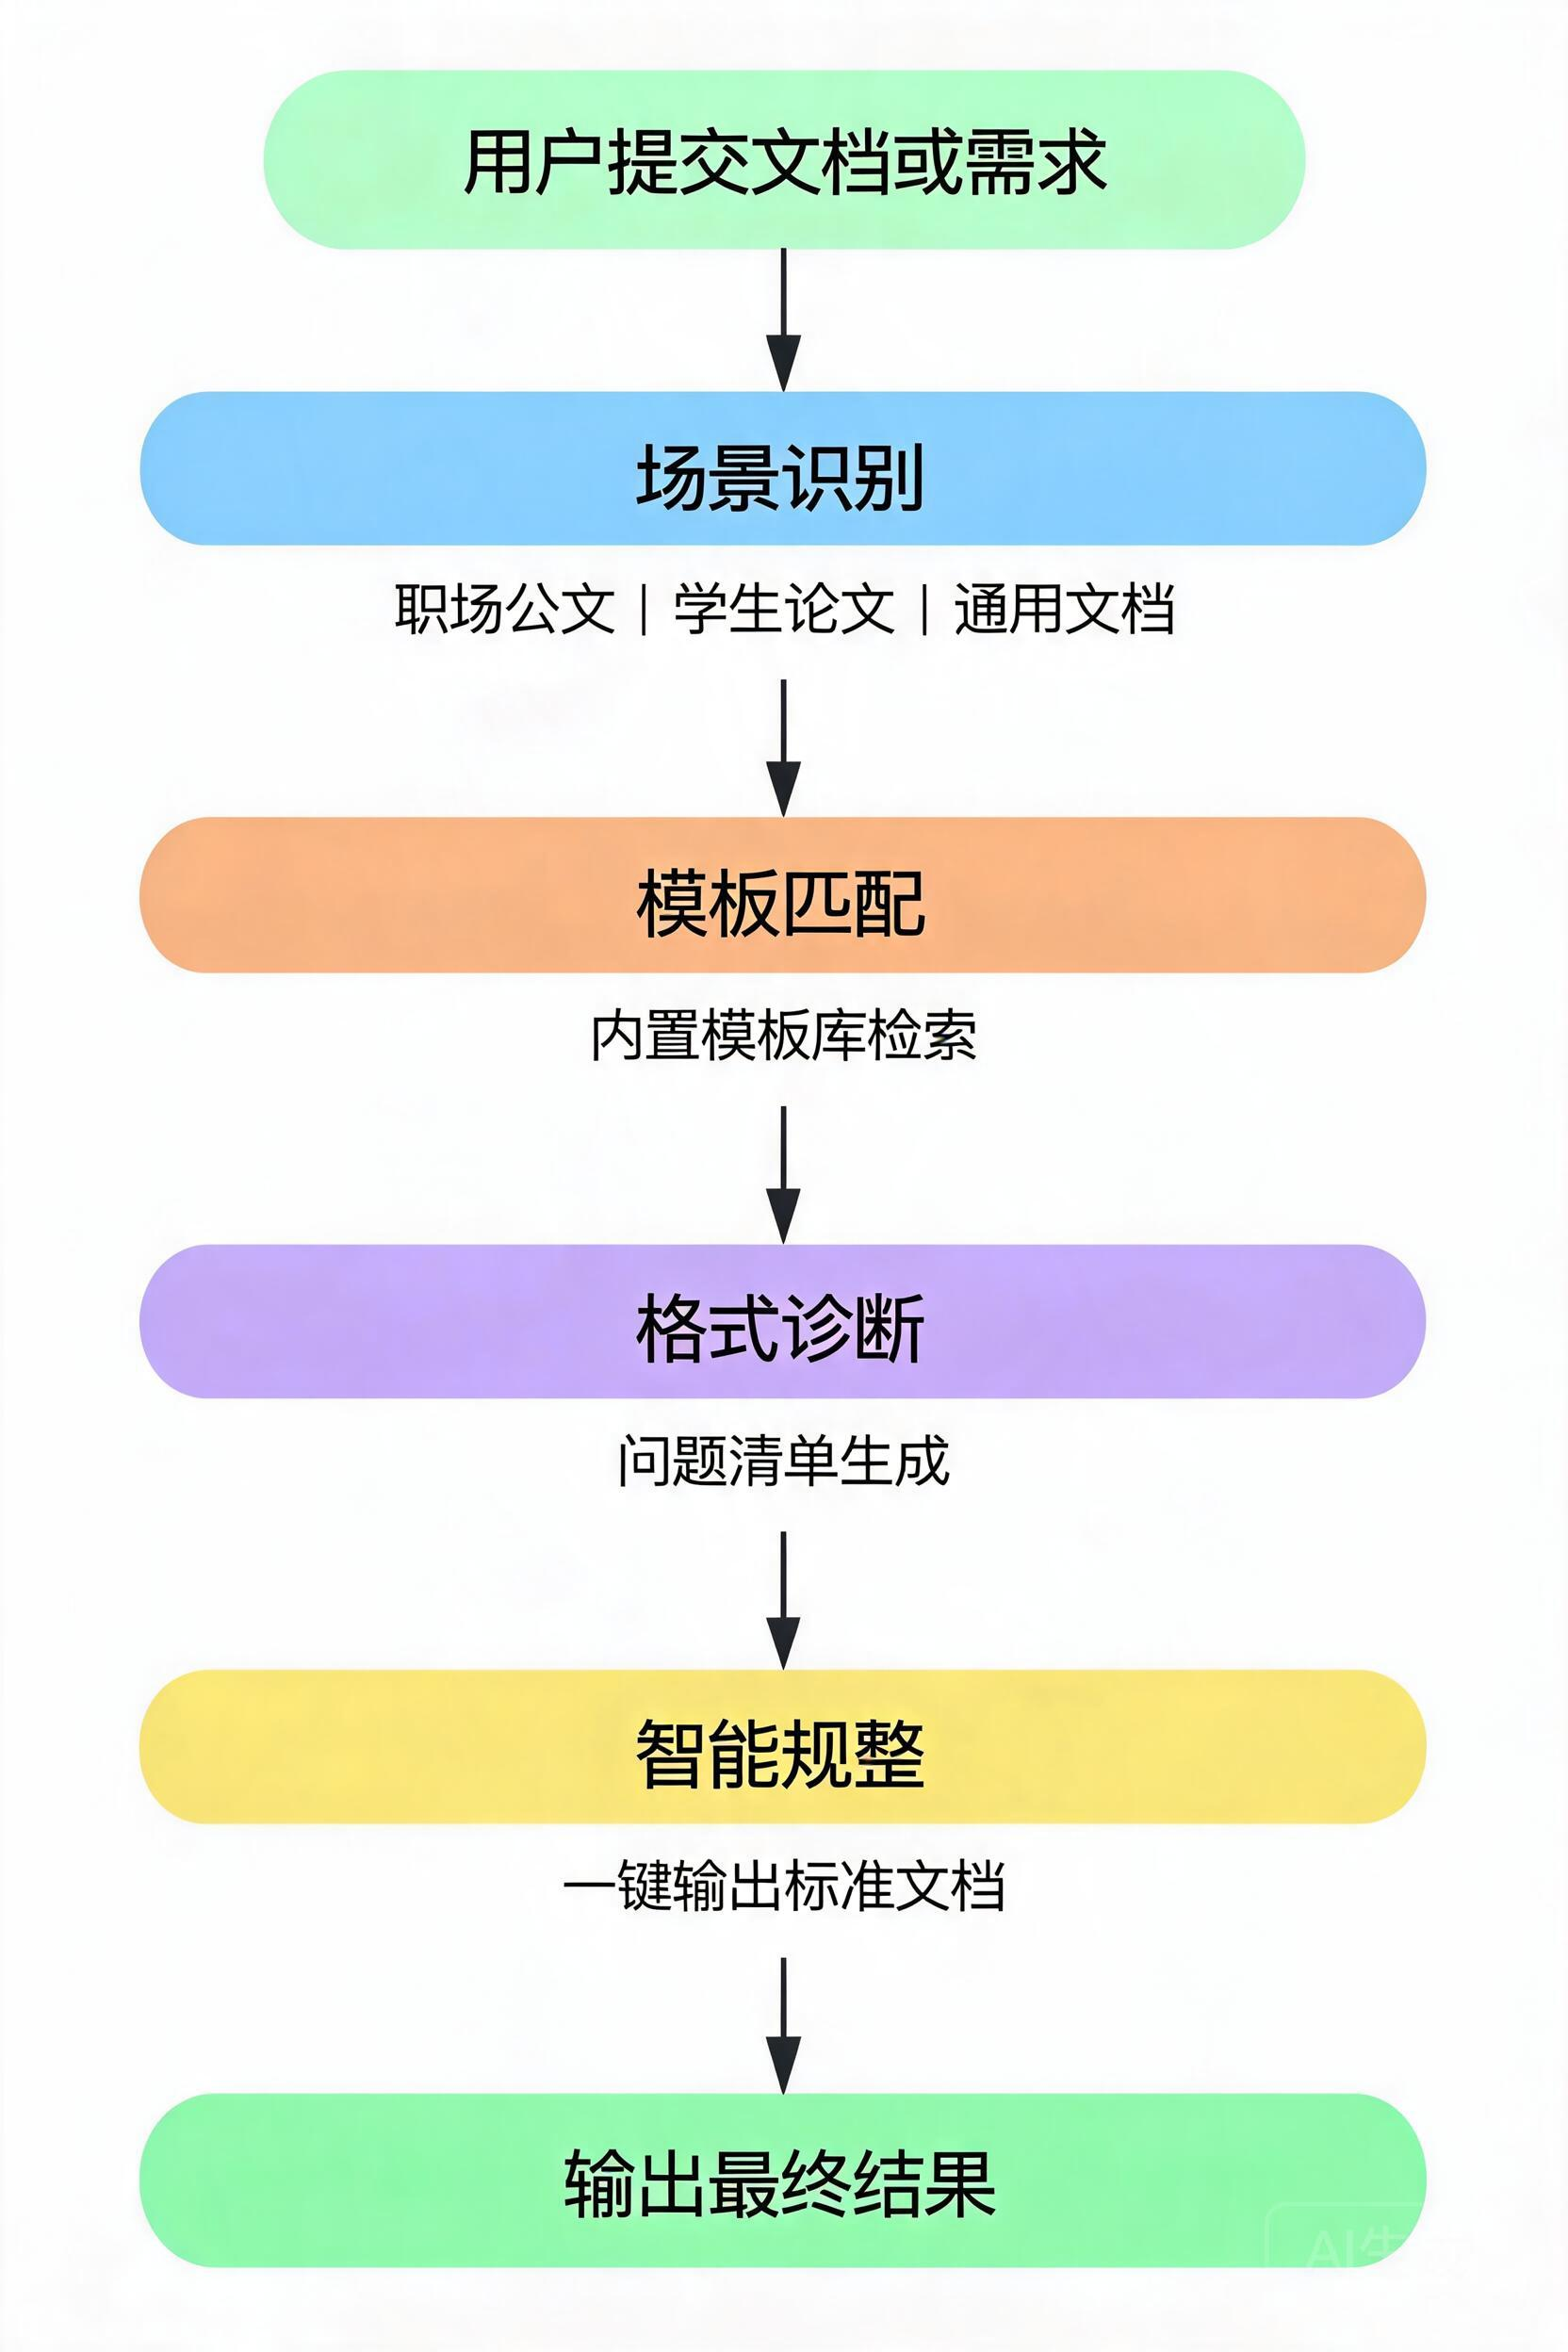 用户提交文档或需求
场景识别
职场公文｜学生论文｜通用文档
模板匹配
内置模板库检索
格式诊断
问题清单生成
智能规整
一键输出标准文档
输出最终结果
AI生